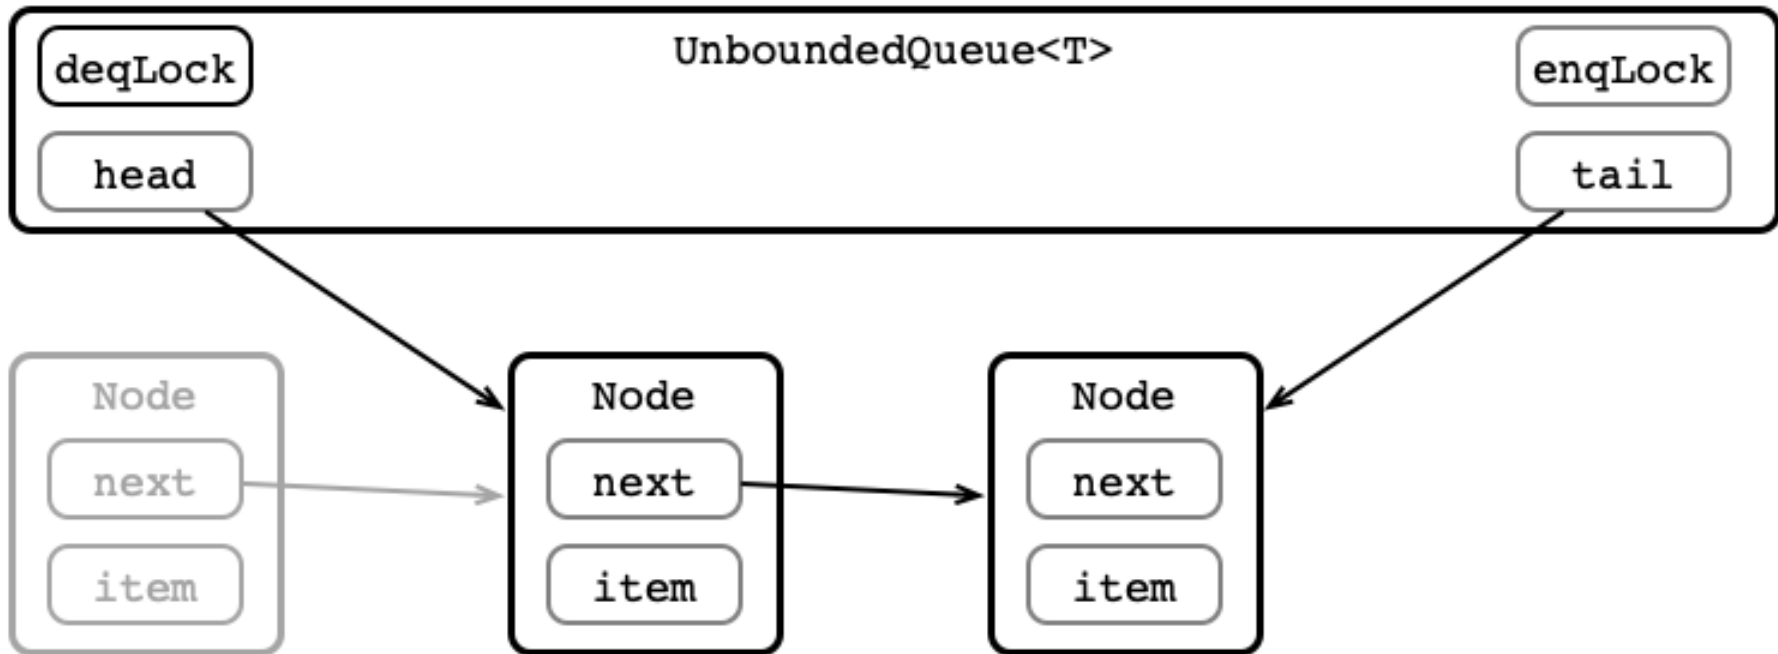 UnboundedQueue<T>
deqLock
enqLock
head
tail
Node
Node
Node
next
next
next
item
item
item